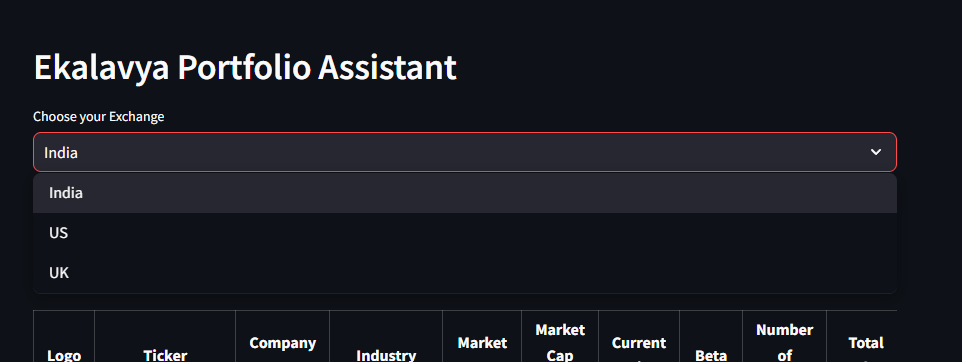 Ekalavya Portfolio Assistant
Choose your Exchange
India
India
US
UK
Logo
Ticker
Company
Industry
Market
Market
Cap
Current
Beta
Number
of
Total